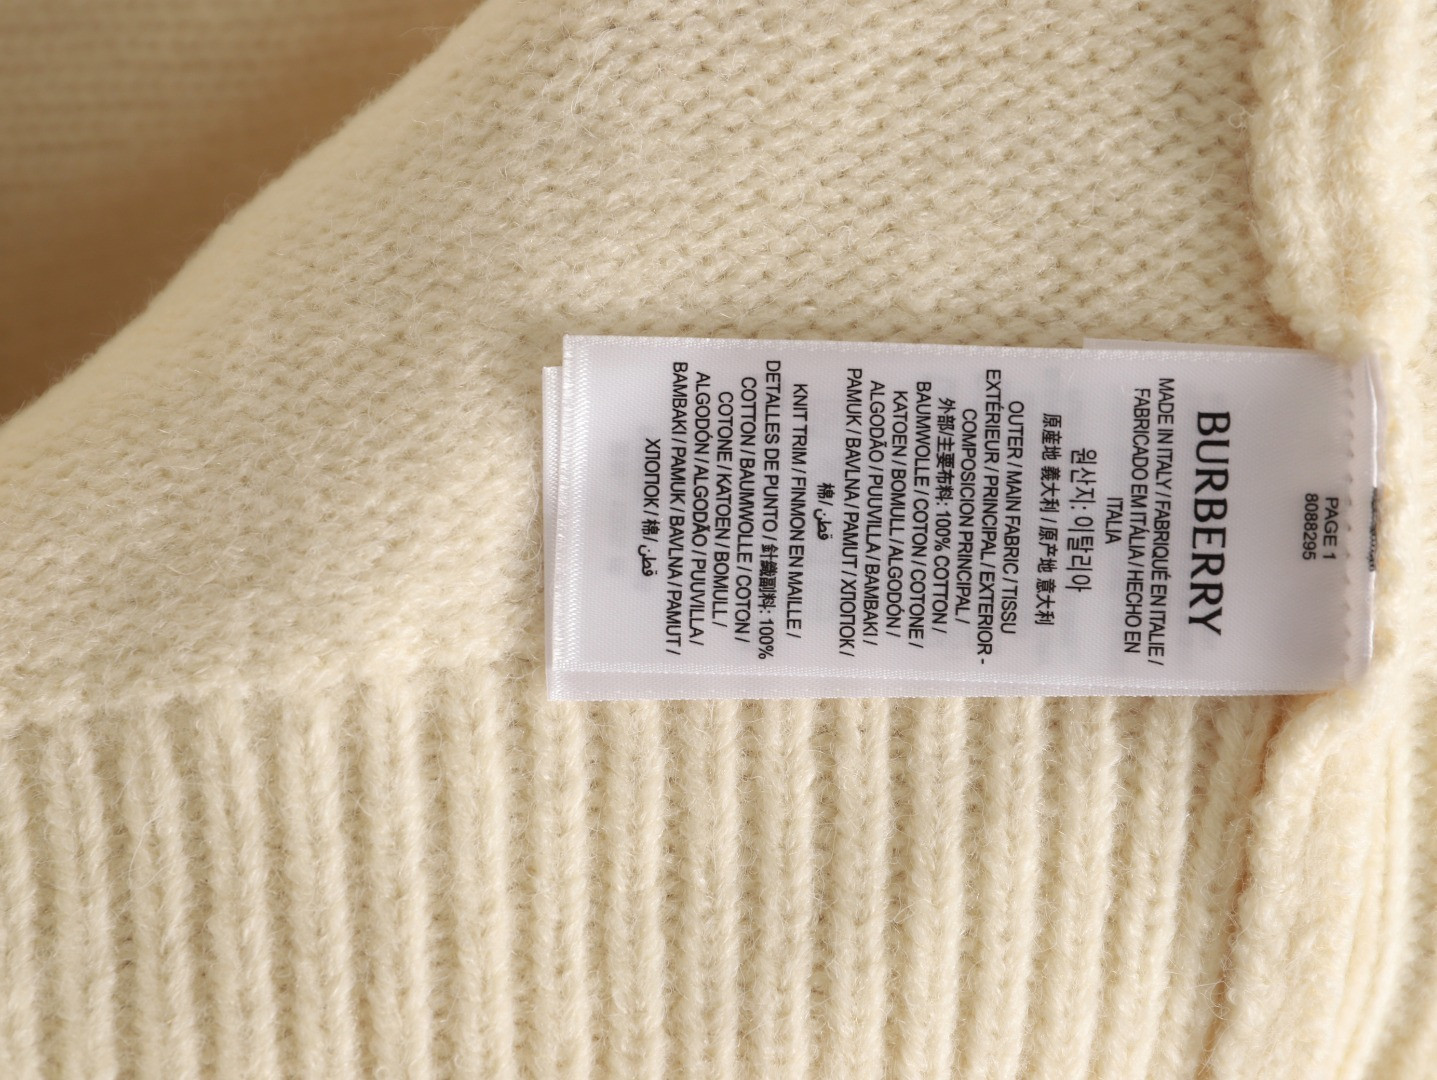 PAGE 1
8088295
BURBERRY
MADE IN ITALY / FABRIQUÉ EN ITALIE /
FABRICADO EM ITÁLIA / HECHO EN
ITALIA
원산지: 이탈리아
原産地 義大利 / 原产地 意大利
OUTER / MAIN FABRIC / TISSU
EXTÉRIEUR / PRINCIPAL / EXTERIOR -
COMPOSICION PRINCIPAL /
外部/主要布料: 100% COTTON /
BAUMWOLLE / COTON / COTONE /
KATOEN / BOMULL / ALGODÓN /
ALGODÃO / PUUVILLA / BAMBAKI /
PAMUK / BAVLNA / PAMUT / ХЛОПОК /
棉 / قطن
KNIT TRIM / FINIMON EN MAILLE /
DETALLES DE PUNTO / 針織副料: 100%
COTTON / BAUMWOLLE / COTON /
COTONE / KATOEN / BOMULL /
ALGODÓN / ALGODÃO / PUUVILLA /
BAMBAKI / PAMUK / BAVLNA / PAMUT /
ХЛОПОК / 棉 / قطن